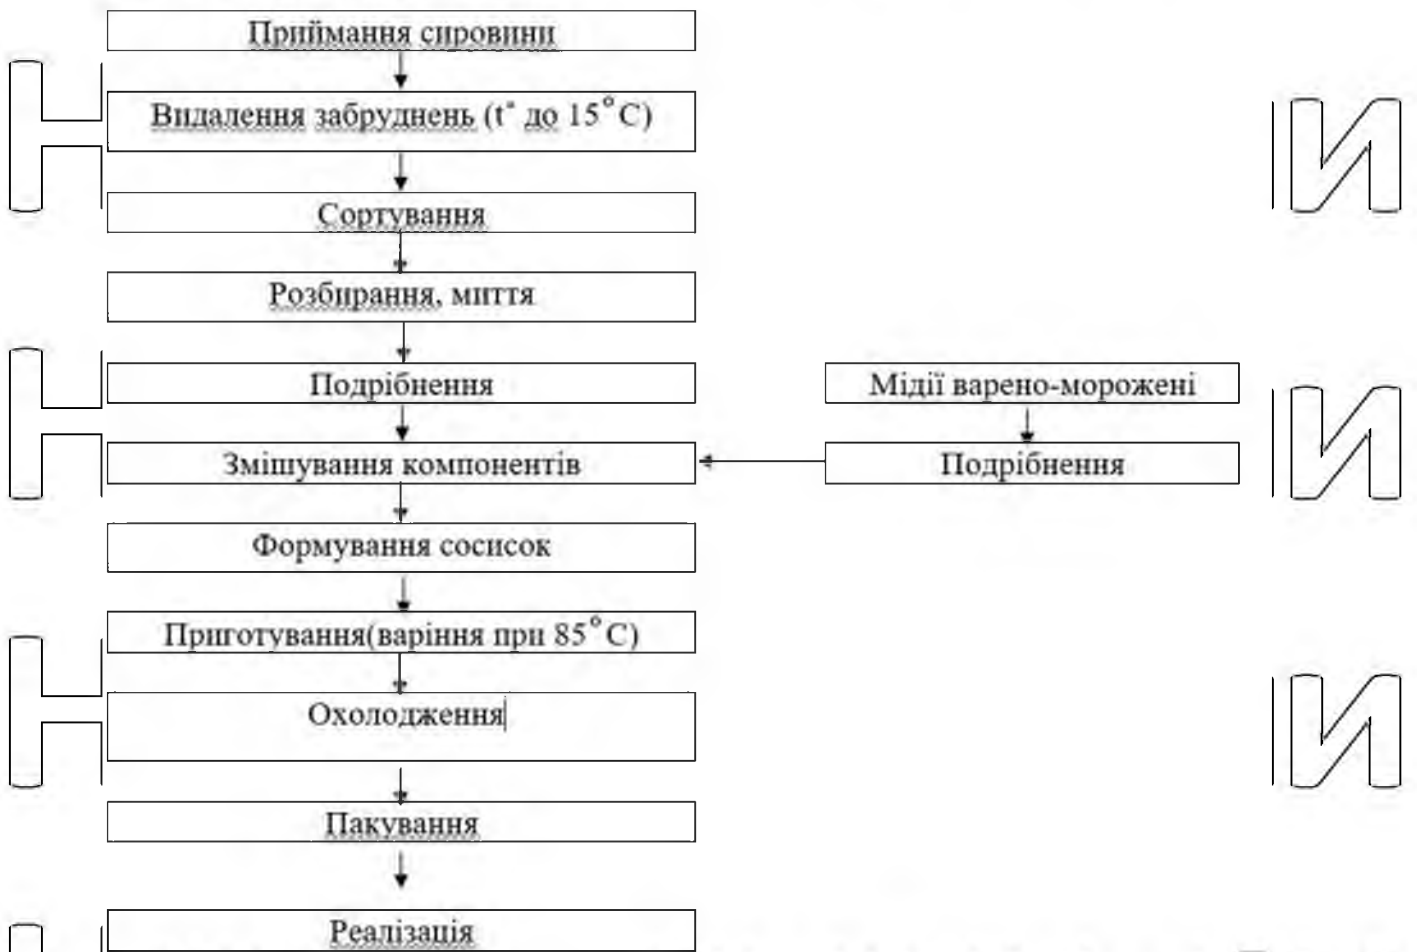 Приймання сировини
Видалення забруднень (t° до 15°С)
Сортування
Розбирання, миття
Подрібнення
Мідії варено-морожені
Змішування компонентів
Подрібнення
Формування сосисок
Приготування(варіння при 85°С)
Охолодження
Пакування
Реалізація